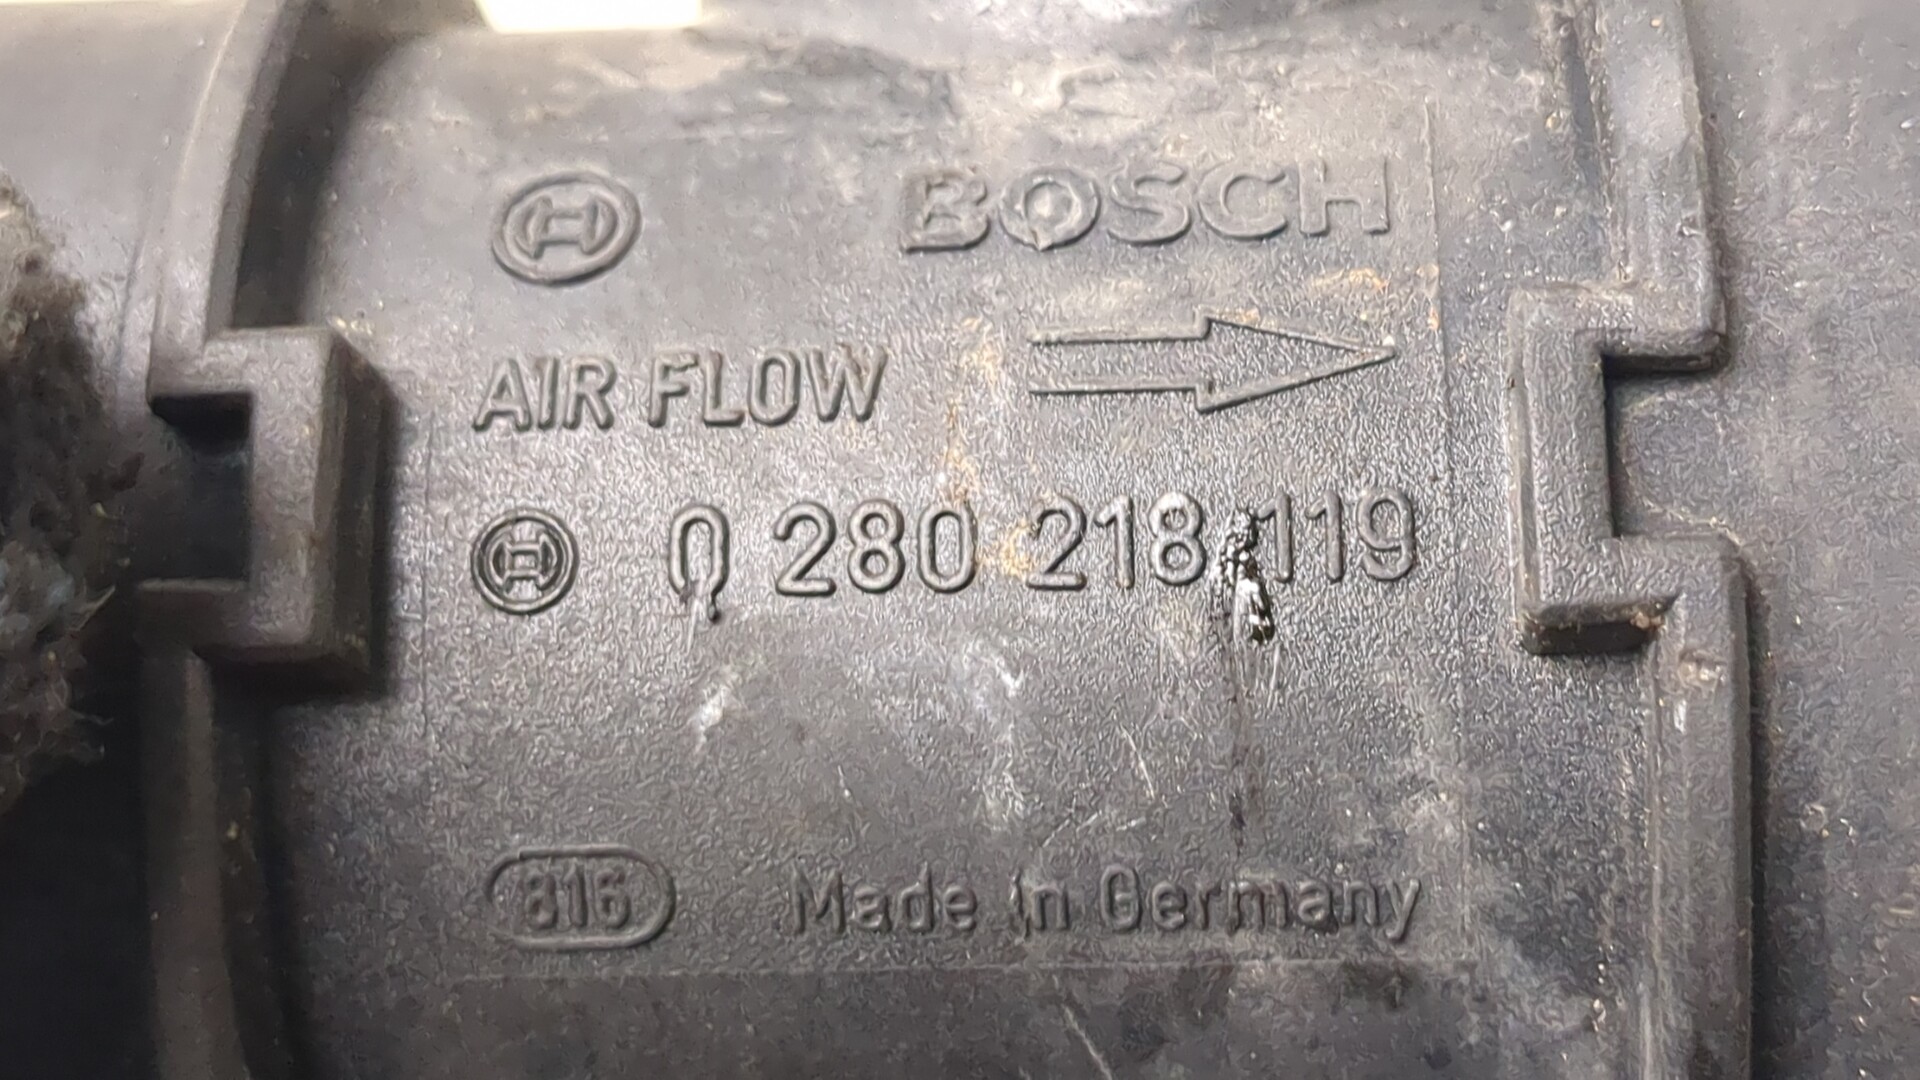 BOSCH
AIR FLOW
0 280 218 119
816 Made in Germany